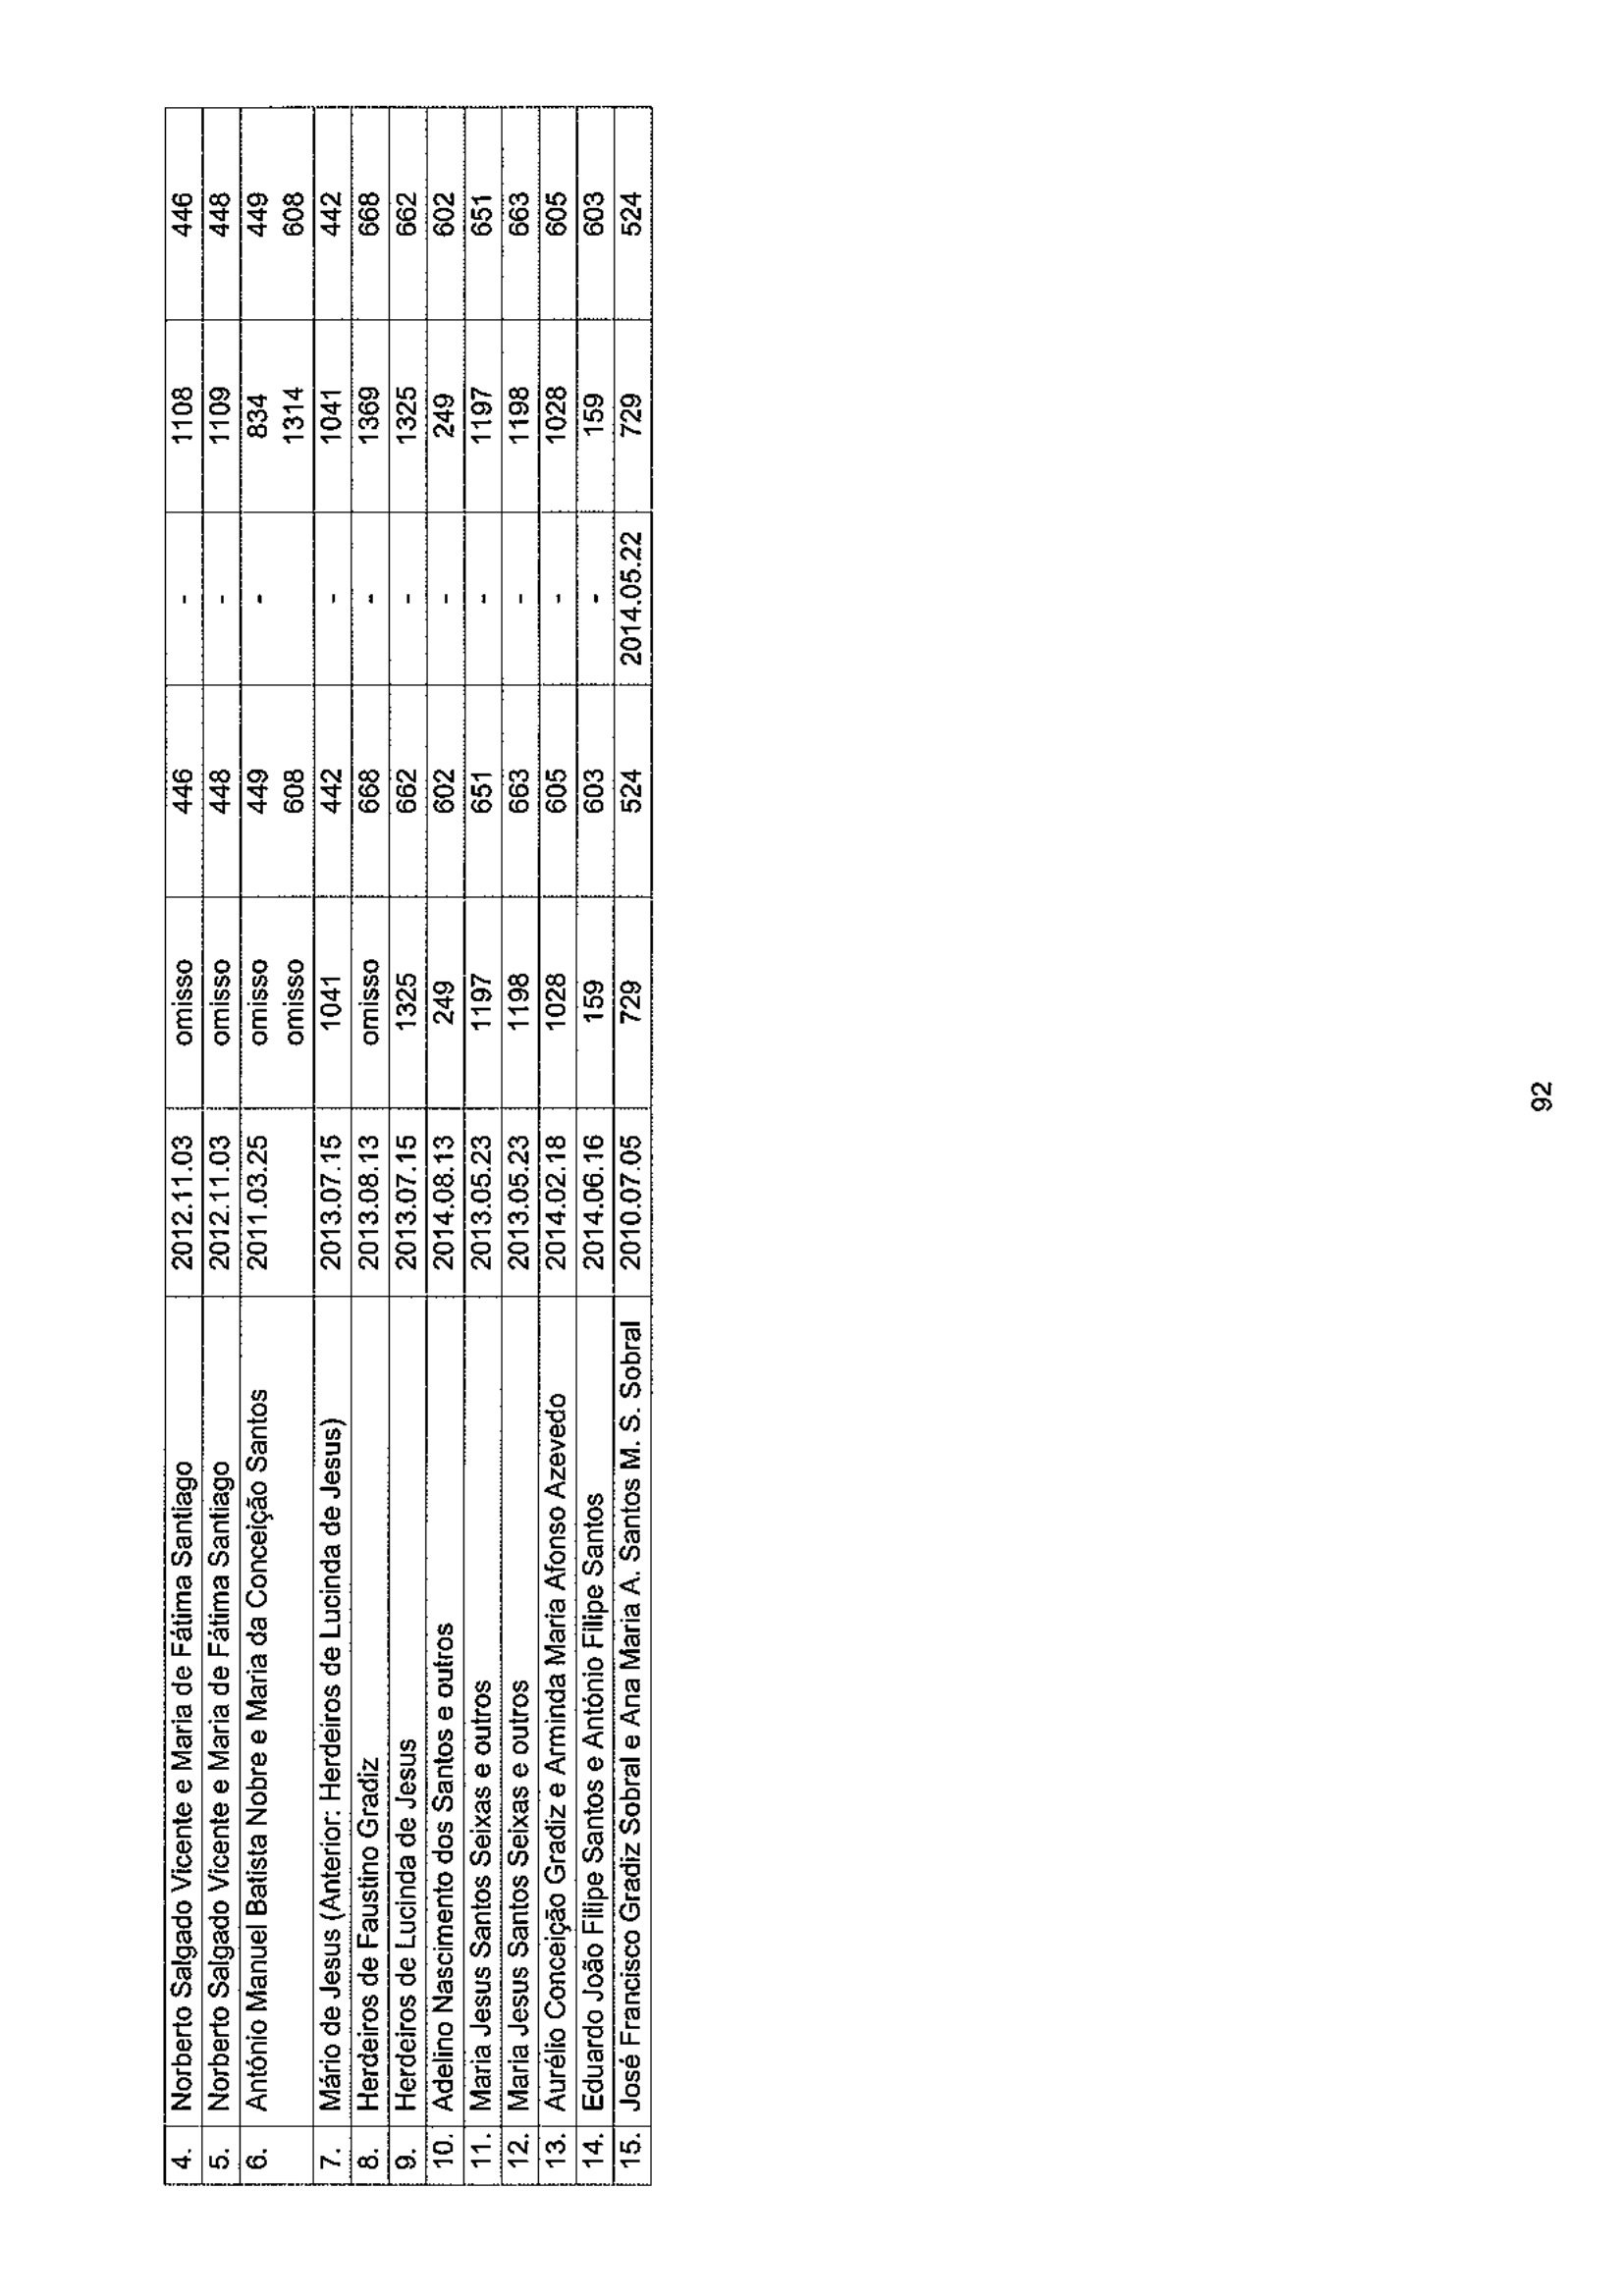 4. Norberto Salgado Vicente e Maria de Fátima Santiago 2012.11.03 omisso 446 - 1108 446
5. Norberto Salgado Vicente e Maria de Fátima Santiago 2012.11.03 omisso 448 - 1109 448
6. António Manuel Batista Nobre e Maria da Conceição Santos 2011.03.25 omisso 449 - 834 449
omisso 608 1314 608
7. Mário de Jesus (Anterior: Herdeiros de Lucinda de Jesus) 2013.07.15 1041 442 - 1041 442
8. Herdeiros de Faustino Gradiz 2013.08.13 omisso 668 - 1369 668
9. Herdeiros de Lucinda de Jesus 2013.07.15 1325 662 - 1325 662
10. Adelino Nascimento dos Santos e outros 2014.08.13 249 602 - 249 602
11. Maria Jesus Santos Seixas e outros 2013.05.23 1197 651 - 1197 651
12. Maria Jesus Santos Seixas e outros 2013.05.23 1198 663 - 1198 663
13. Aurélio Conceição Gradiz e Arminda Maria Afonso Azevedo 2014.02.18 1028 605 - 1028 605
14. Eduardo João Filipe Santos e António Filipe Santos 2014.06.16 159 603 - 159 603
15. José Francisco Gradiz Sobral e Ana Maria A. Santos M. S. Sobral 2010.07.05 729 524 2014.05.22 729 524
92